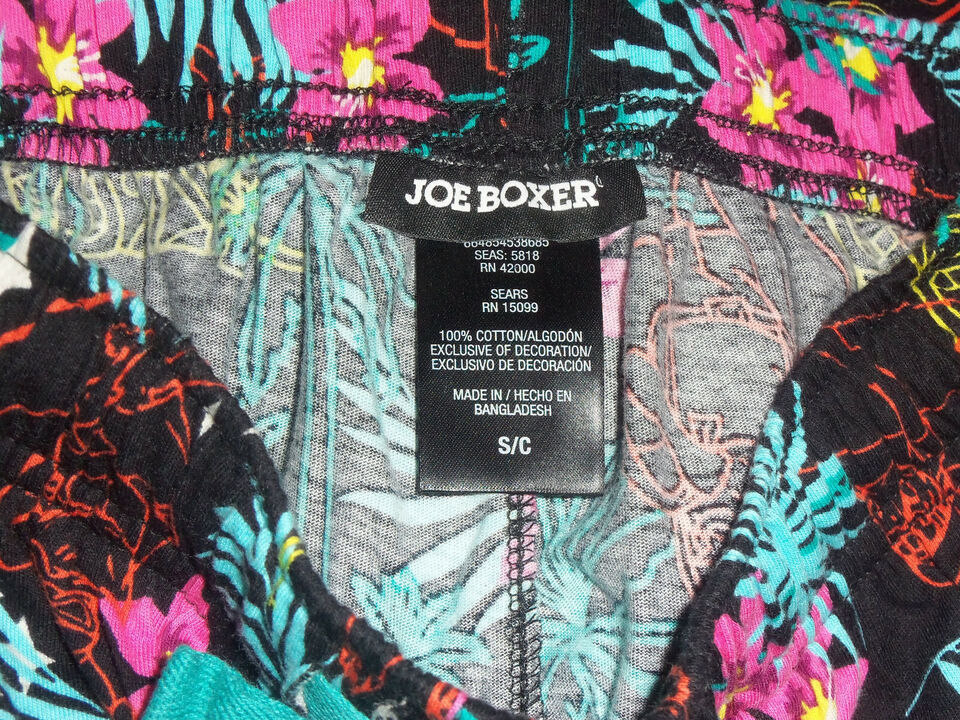 JOE BOXER
664854538685
SEAS: 5818
RN 42000
SEARS
RN 15099
100% COTTON/ALGODÓN
EXCLUSIVE OF DECORATION/
EXCLUSIVO DE DECORACIÓN
MADE IN / HECHO EN
BANGLADESH
S/C